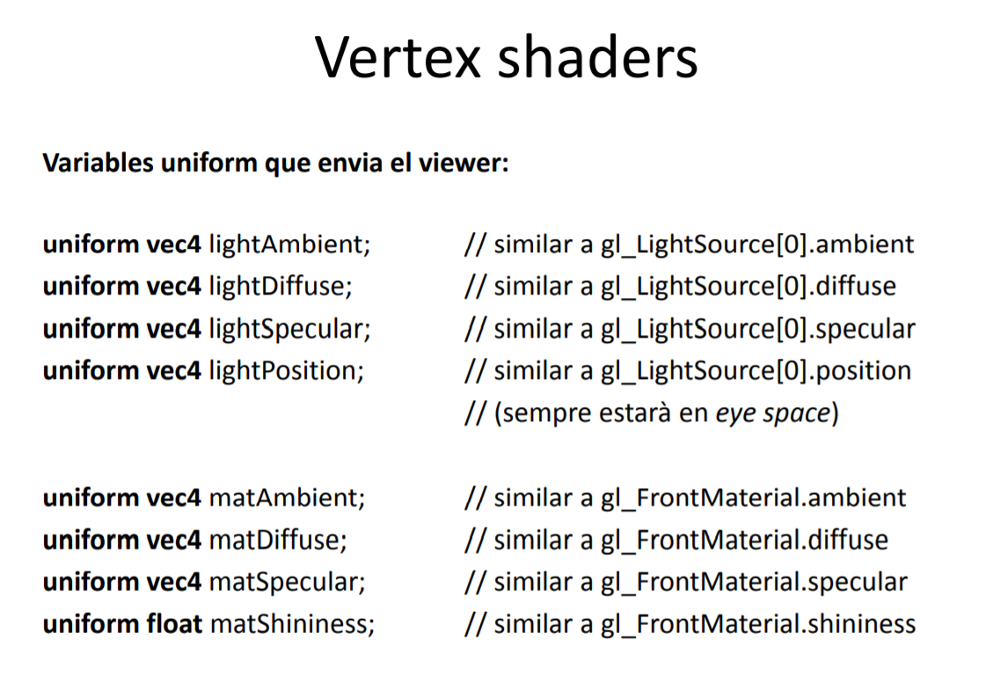 Vertex shaders
Variables uniform que envia el viewer:
uniform vec4 lightAmbient; // similar a gl_LightSource[0].ambient
uniform vec4 lightDiffuse; // similar a gl_LightSource[0].diffuse
uniform vec4 lightSpecular; // similar a gl_LightSource[0].specular
uniform vec4 lightPosition; // similar a gl_LightSource[0].position
// (sempre estarà en eye space)
uniform vec4 matAmbient; // similar a gl_FrontMaterial.ambient
uniform vec4 matDiffuse; // similar a gl_FrontMaterial.diffuse
uniform vec4 matSpecular; // similar a gl_FrontMaterial.specular
uniform float matShininess; // similar a gl_FrontMaterial.shininess